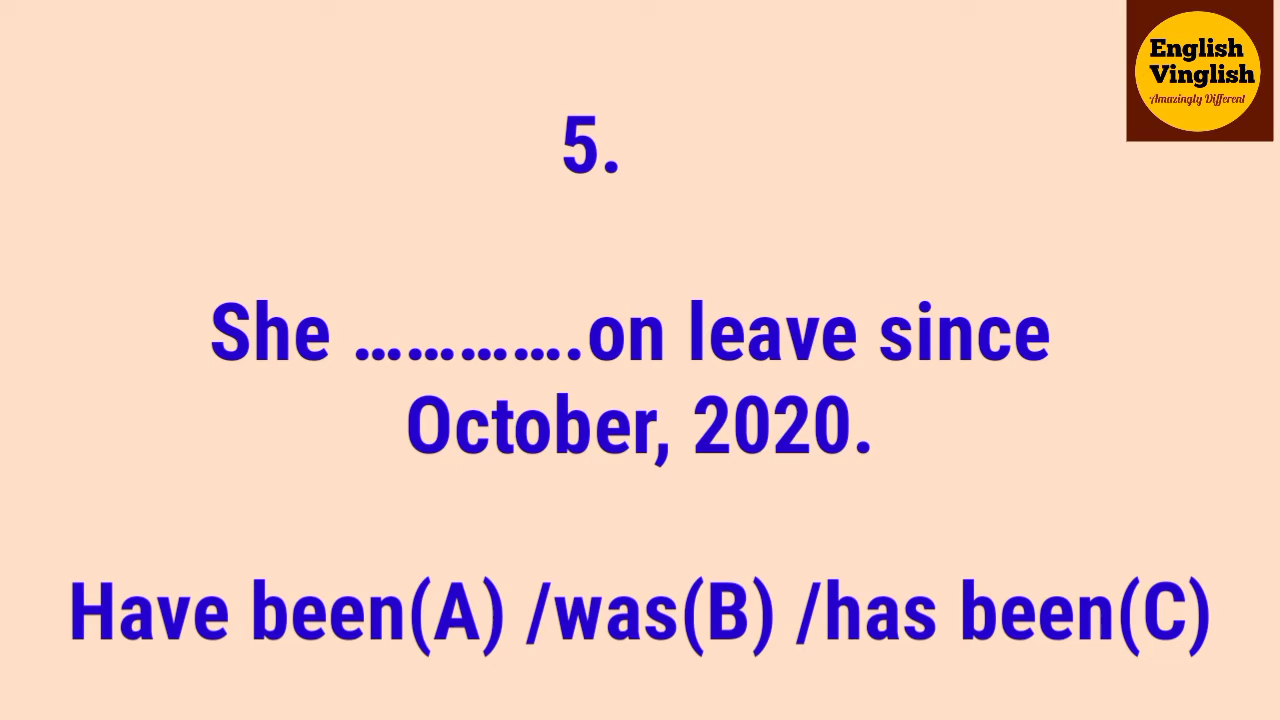 English
Vinglish
Amazingly Different
5.
She ………….on leave since
October, 2020.
Have been(A) /was(B) /has been(C)